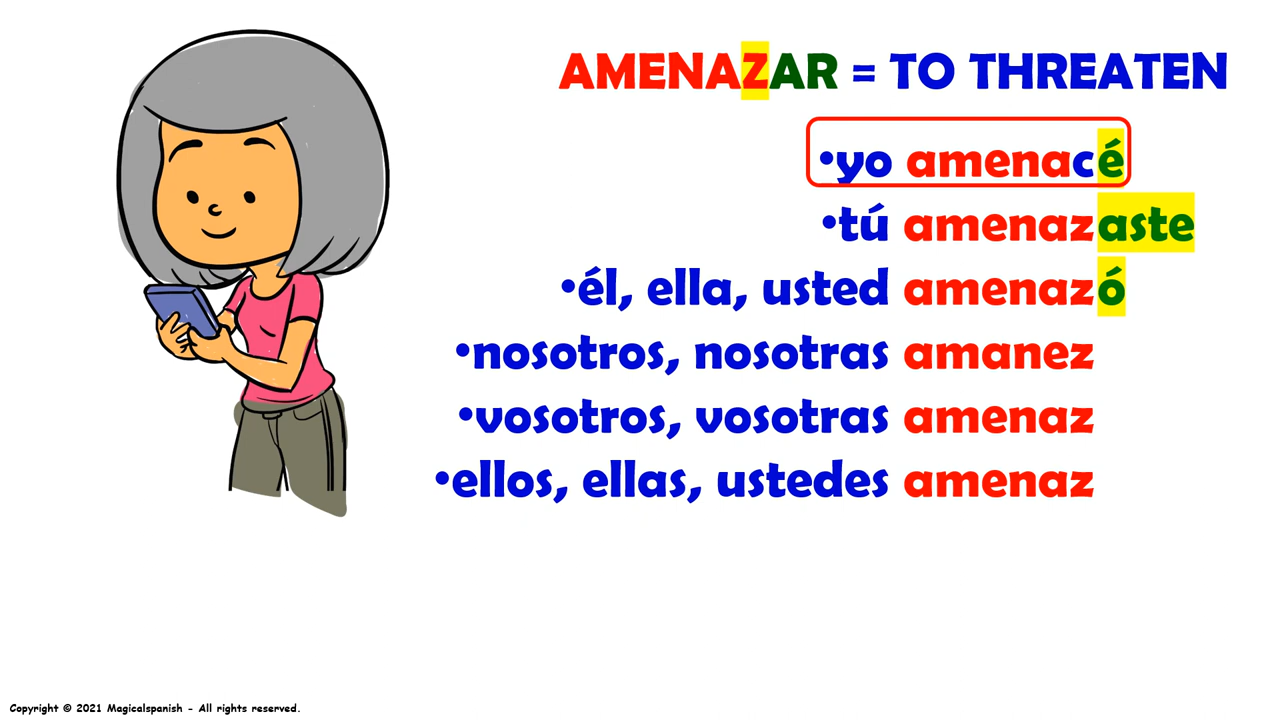 AMENAZAR = TO THREATEN
•yo amenacé
•tú amenazaste
•él, ella, usted amenazó
•nosotros, nosotras amanez
•vosotros, vosotras amenaz
•ellos, ellas, ustedes amenaz
Copyright © 2021 Magicalspanish - All rights reserved.